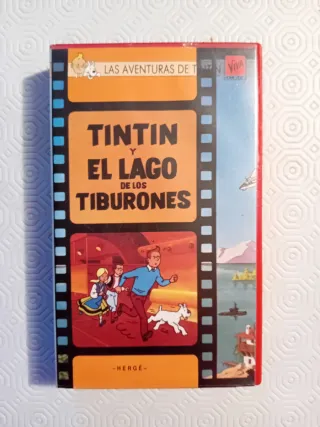 LAS AVENTURAS DE
TINTIN
Y
EL LAGO
DE LOS
TIBURONES
-HERGÉ-